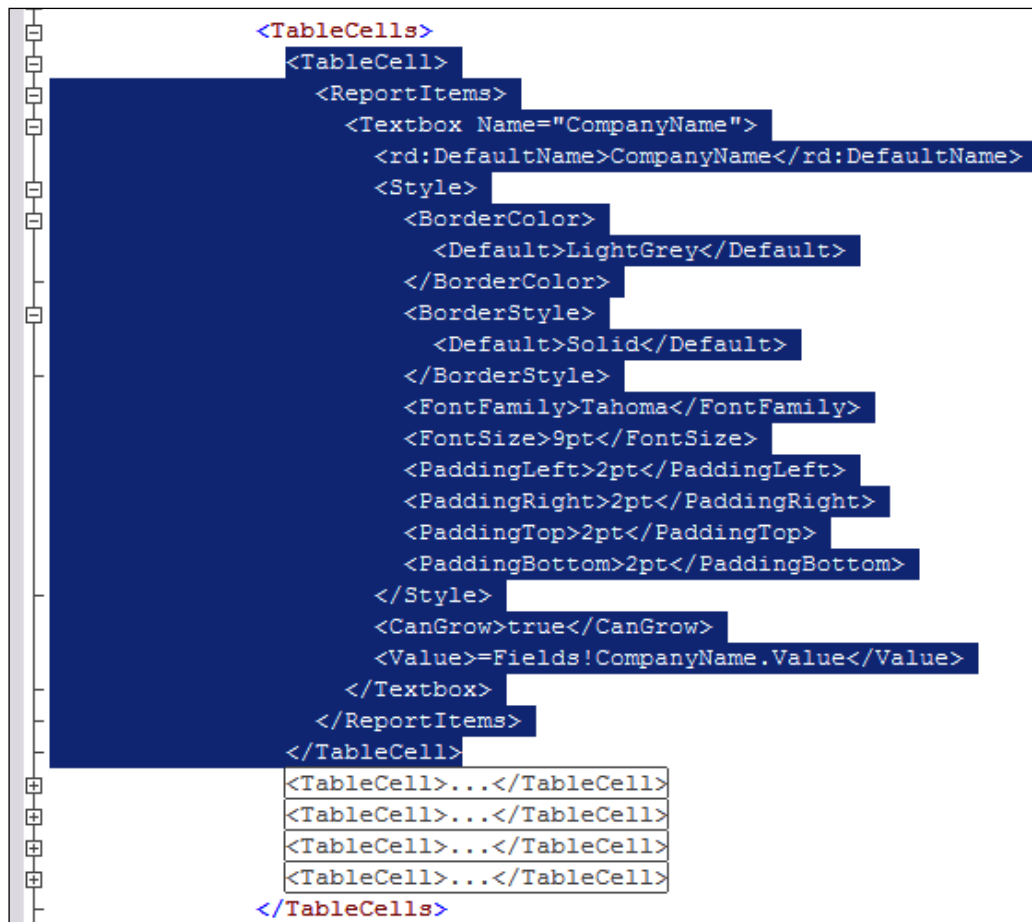 <TableCells>
<TableCell>
<ReportItems>
<Textbox Name="CompanyName">
<rd:DefaultName>CompanyName</rd:DefaultName>
<Style>
<BorderColor>
<Default>LightGrey</Default>
</BorderColor>
<BorderStyle>
<Default>Solid</Default>
</BorderStyle>
<FontFamily>Tahoma</FontFamily>
<FontSize>9pt</FontSize>
<PaddingLeft>2pt</PaddingLeft>
<PaddingRight>2pt</PaddingRight>
<PaddingTop>2pt</PaddingTop>
<PaddingBottom>2pt</PaddingBottom>
</Style>
<CanGrow>true</CanGrow>
<Value>=Fields!CompanyName.Value</Value>
</Textbox>
</ReportItems>
</TableCell>
<TableCell>...</TableCell>
<TableCell>...</TableCell>
<TableCell>...</TableCell>
<TableCell>...</TableCell>
</TableCells>